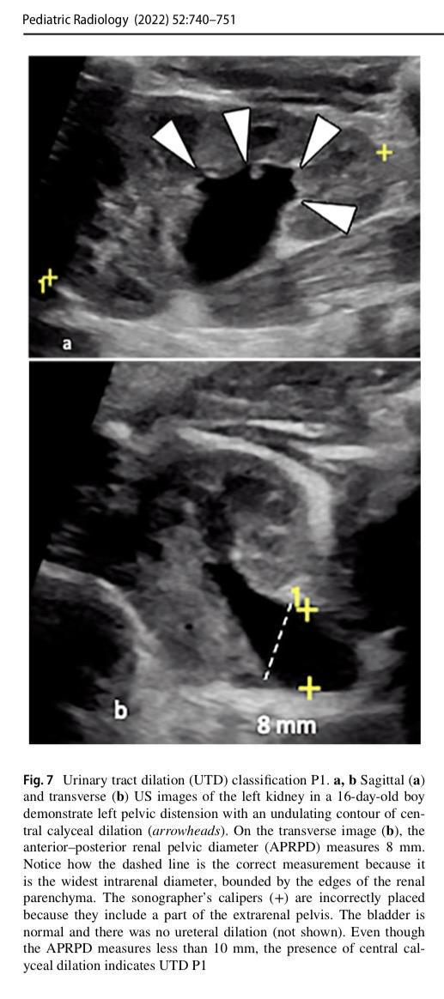 Pediatric Radiology (2022) 52:740–751
1
a
1
b
8 mm
Fig. 7 Urinary tract dilation (UTD) classification P1. a, b Sagittal (a)
and transverse (b) US images of the left kidney in a 16-day-old boy
demonstrate left pelvic distension with an undulating contour of cen-
tral calyceal dilation (arrowheads). On the transverse image (b), the
anterior–posterior renal pelvic diameter (APRPD) measures 8 mm.
Notice how the dashed line is the correct measurement because it
is the widest intrarenal diameter, bounded by the edges of the renal
parenchyma. The sonographer's calipers (+) are incorrectly placed
because they include a part of the extrarenal pelvis. The bladder is
normal and there was no ureteral dilation (not shown). Even though
the APRPD measures less than 10 mm, the presence of central cal-
yceal dilation indicates UTD P1